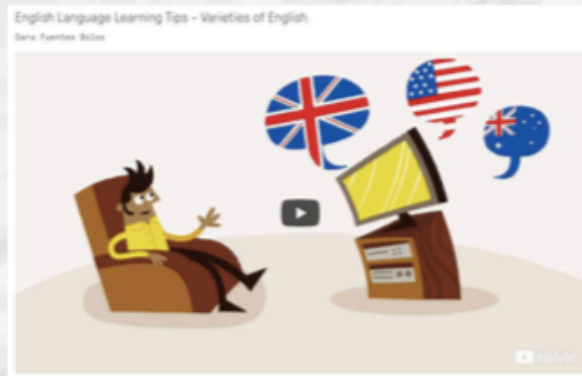 English Language Learning Tips – Varieties of English
Sara Fuentes Bolos
YouTube